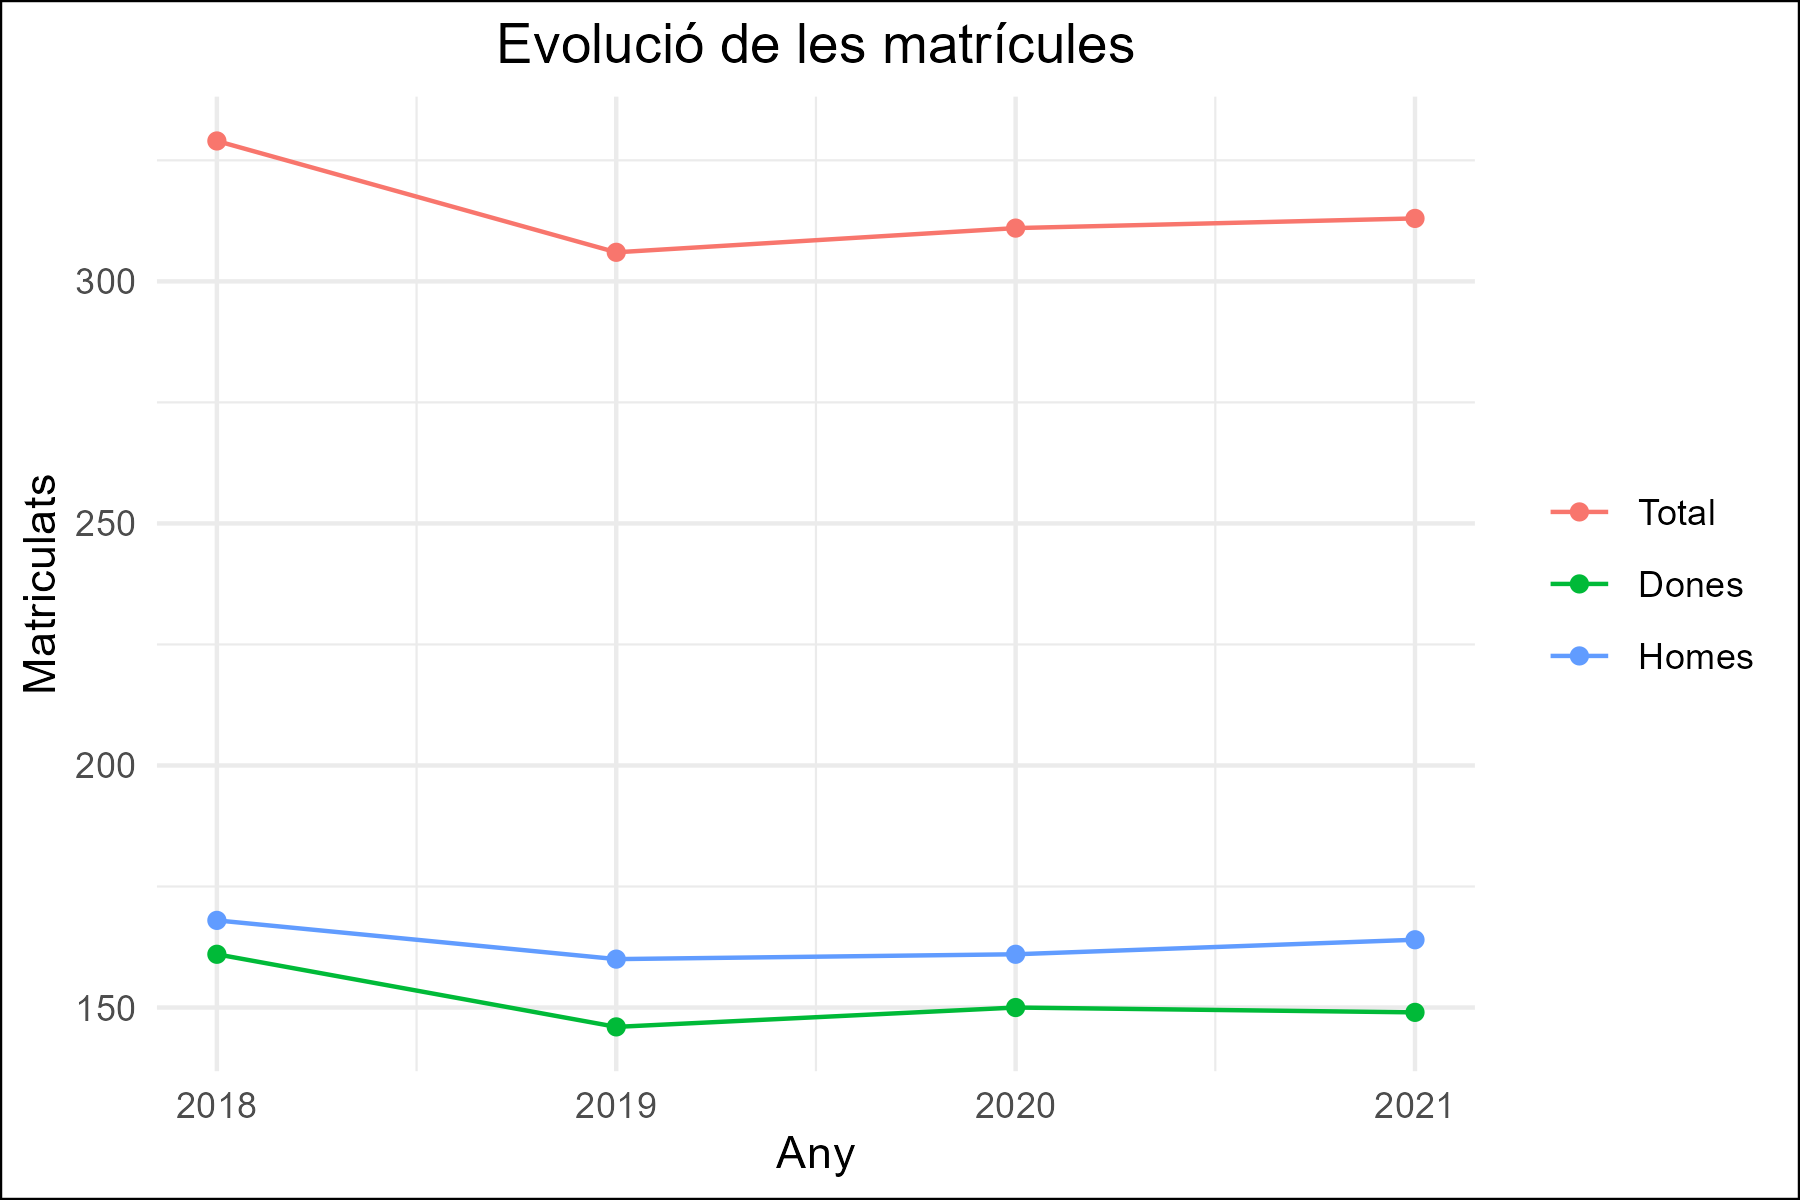 Evolució de les matrícules
Matriculats
300
250
200
150
2018 2019 2020 2021
Any
Total
Dones
Homes